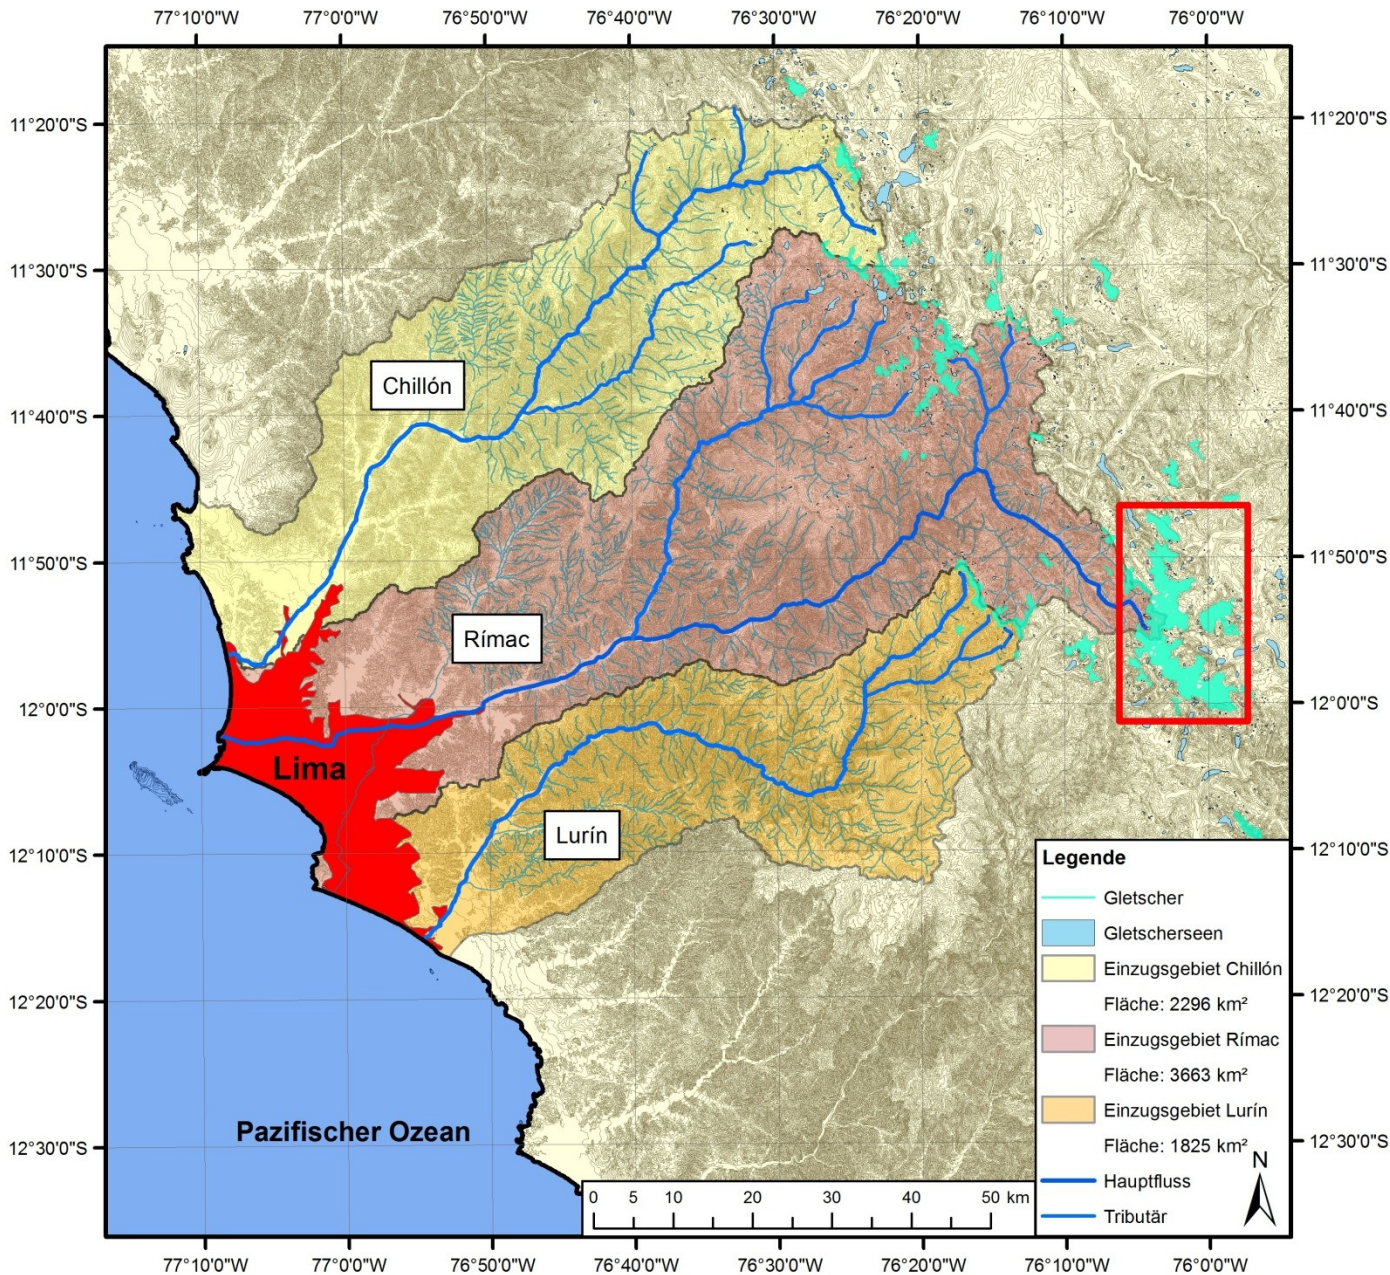 77°10'0"W 77°0'0"W 76°50'0"W 76°40'0"W 76°30'0"W 76°20'0"W 76°10'0"W 76°0'0"W
11°20'0"S 11°20'0"S
11°30'0"S 11°30'0"S
Chillón
11°40'0"S 11°40'0"S
11°50'0"S 11°50'0"S
Rímac
12°0'0"S 12°0'0"S
Lima
Lurín
12°10'0"S 12°10'0"S
Legende
Gletscher
Gletscherseen
Einzugsgebiet Chillón
Fläche: 2296 km²
12°20'0"S 12°20'0"S
Einzugsgebiet Rímac
Fläche: 3663 km²
Einzugsgebiet Lurín
Fläche: 1825 km²
Pazifischer Ozean
12°30'0"S 12°30'0"S
N
Hauptfluss
Tributär
0 5 10 20 30 40 50 km
77°10'0"W 77°0'0"W 76°50'0"W 76°40'0"W 76°30'0"W 76°20'0"W 76°10'0"W 76°0'0"W